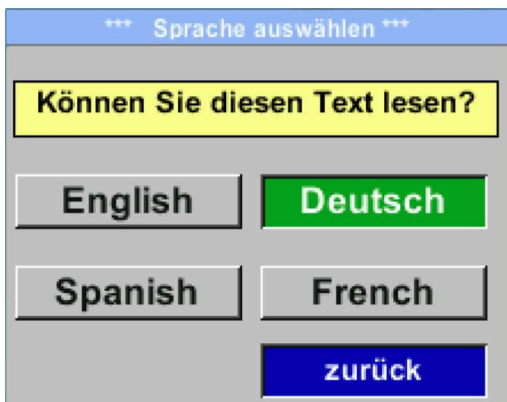 *** Sprache auswählen ***
Können Sie diesen Text lesen?
English Deutsch
Spanish French
zurück